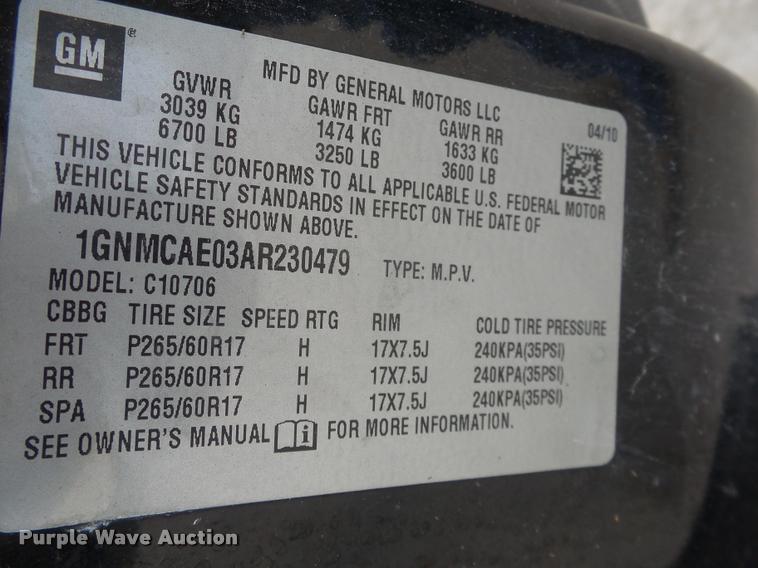 GM ®
MFD BY GENERAL MOTORS LLC
04/10
GVWR GAWR FRT GAWR RR
3039 KG 1474 KG 1633 KG
6700 LB 3250 LB 3600 LB
THIS VEHICLE CONFORMS TO ALL APPLICABLE U.S. FEDERAL MOTOR
VEHICLE SAFETY STANDARDS IN EFFECT ON THE DATE OF
MANUFACTURE SHOWN ABOVE.
1GNMCAE03AR230479 TYPE: M.P.V.
MODEL: C10706
CBBG TIRE SIZE SPEED RTG RIM COLD TIRE PRESSURE
FRT P265/60R17 H 17X7.5J 240KPA(35PSI)
RR P265/60R17 H 17X7.5J 240KPA(35PSI)
SPA P265/60R17 H 17X7.5J 240KPA(35PSI)
SEE OWNER'S MANUAL i FOR MORE INFORMATION.
Purple Wave Auction